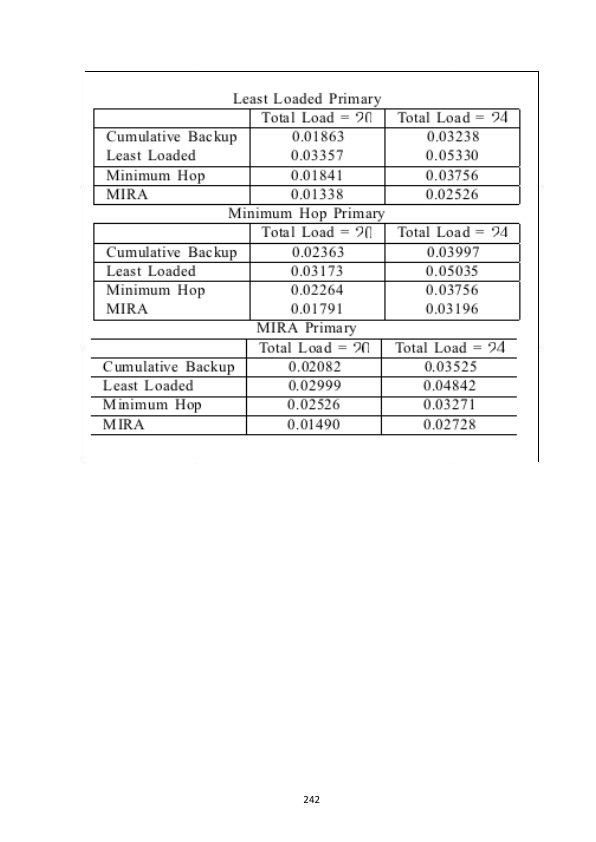 Least Loaded Primary
Total Load = 20 Total Load = 24
Cumulative Backup 0.01863 0.03238
Least Loaded 0.03357 0.05330
Minimum Hop 0.01841 0.03756
MIRA 0.01338 0.02526
Minimum Hop Primary
Total Load = 20 Total Load = 24
Cumulative Backup 0.02363 0.03997
Least Loaded 0.03173 0.05035
Minimum Hop 0.02264 0.03756
MIRA 0.01791 0.03196
MIRA Primary
Total Load = 20 Total Load = 24
Cumulative Backup 0.02082 0.03525
Least Loaded 0.02999 0.04842
Minimum Hop 0.02526 0.03271
MIRA 0.01490 0.02728
242